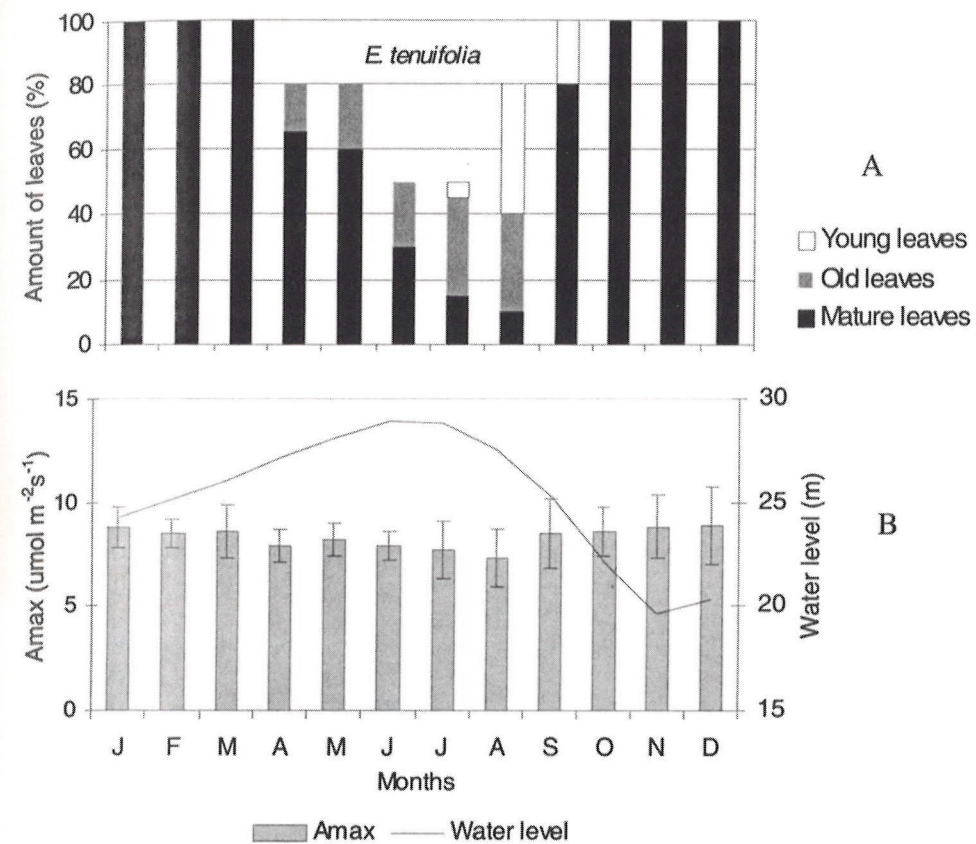 Amount of leaves (%)
100
80
60
40
20
0
E. tenuifolia
A
Young leaves
Old leaves
Mature leaves
Amax (umol m-2s-1)
15
10
5
0
30
25
20
15
Water level (m)
B
J F M A M J J A S O N D
Months
Amax Water level